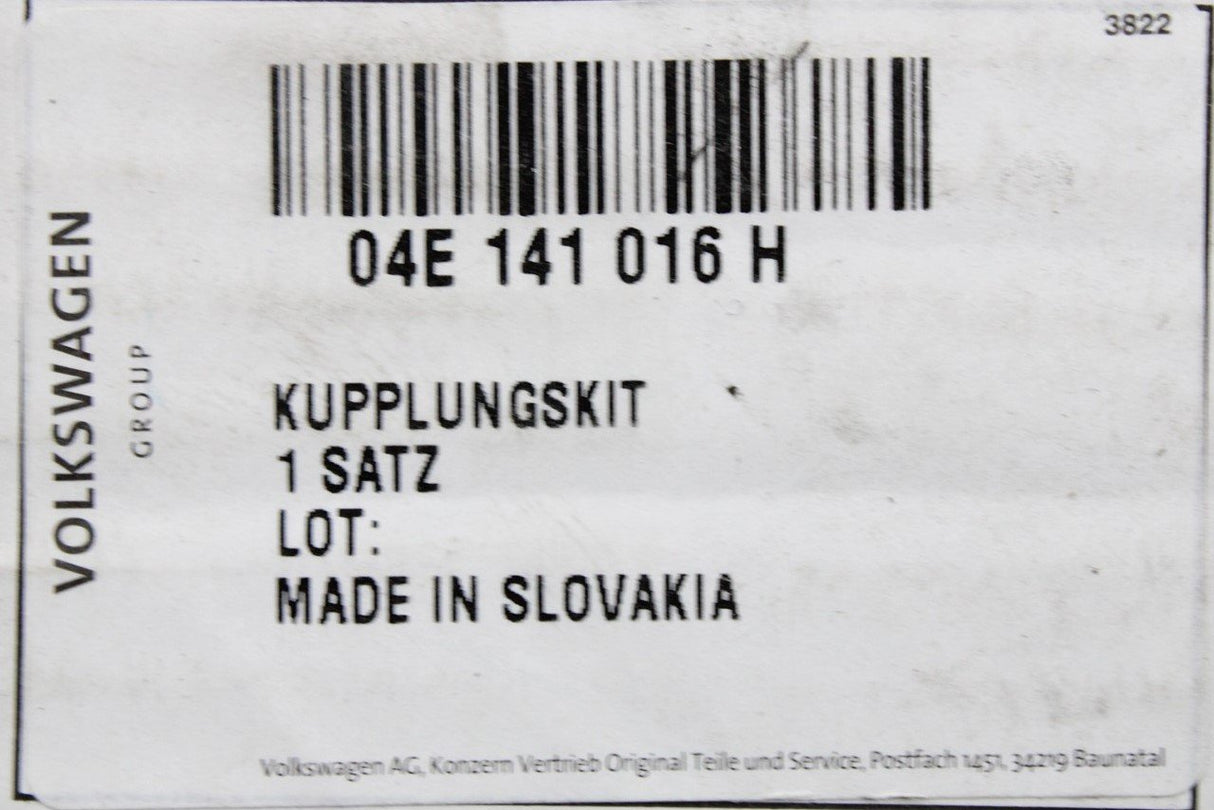 3822
04E 141 016 H
VOLKSWAGEN
GROUP
KUPPLUNGSKIT
1 SATZ
LOT:
MADE IN SLOVAKIA
Volkswagen AG, Konzern Vertrieb Original Teile und Service, Postfach 1451, 34219 Baunatal